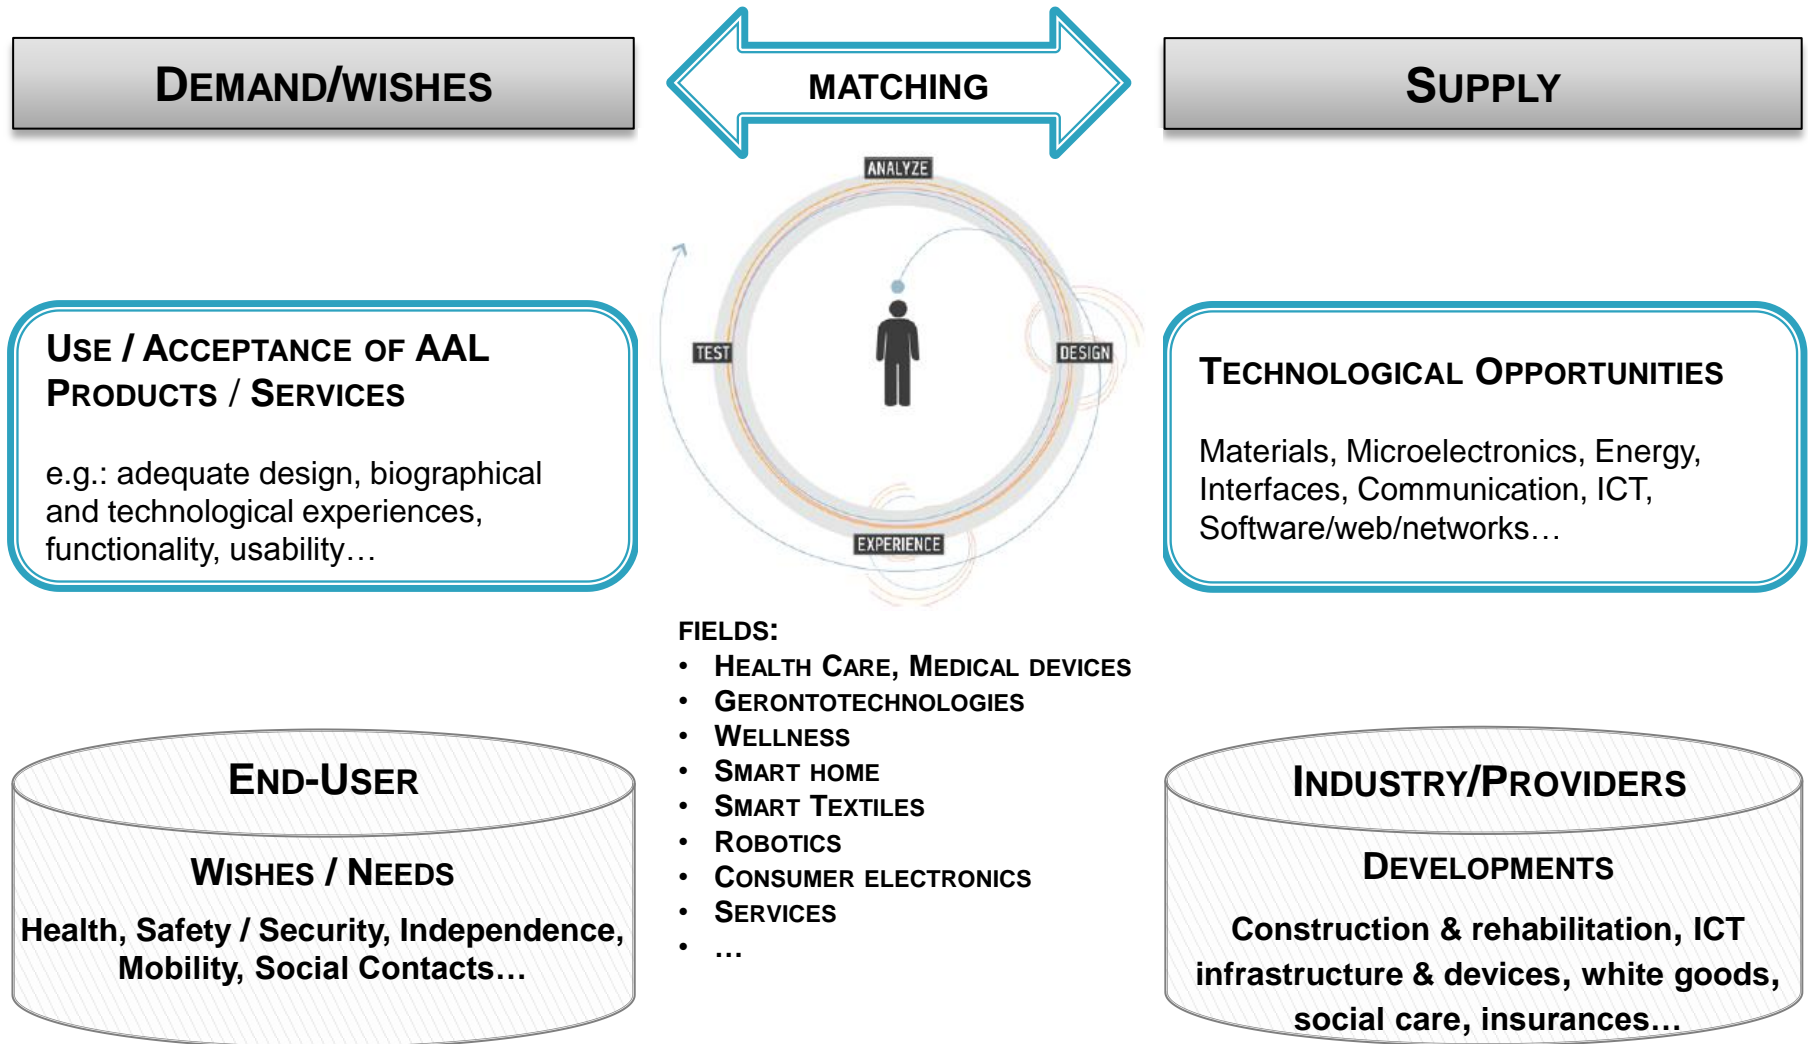 DEMAND/WISHES
MATCHING
SUPPLY
ANALYZE
TEST
DESIGN
EXPERIENCE
USE / ACCEPTANCE OF AAL
PRODUCTS / SERVICES
e.g.: adequate design, biographical
and technological experiences,
functionality, usability…
TECHNOLOGICAL OPPORTUNITIES
Materials, Microelectronics, Energy,
Interfaces, Communication, ICT,
Software/web/networks…
FIELDS:
• HEALTH CARE, MEDICAL DEVICES
• GERONTOTECHNOLOGIES
• WELLNESS
• SMART HOME
• SMART TEXTILES
• ROBOTICS
• CONSUMER ELECTRONICS
• SERVICES
• …
END-USER
WISHES / NEEDS
Health, Safety / Security, Independence,
Mobility, Social Contacts…
INDUSTRY/PROVIDERS
DEVELOPMENTS
Construction & rehabilitation, ICT
infrastructure & devices, white goods,
social care, insurances…